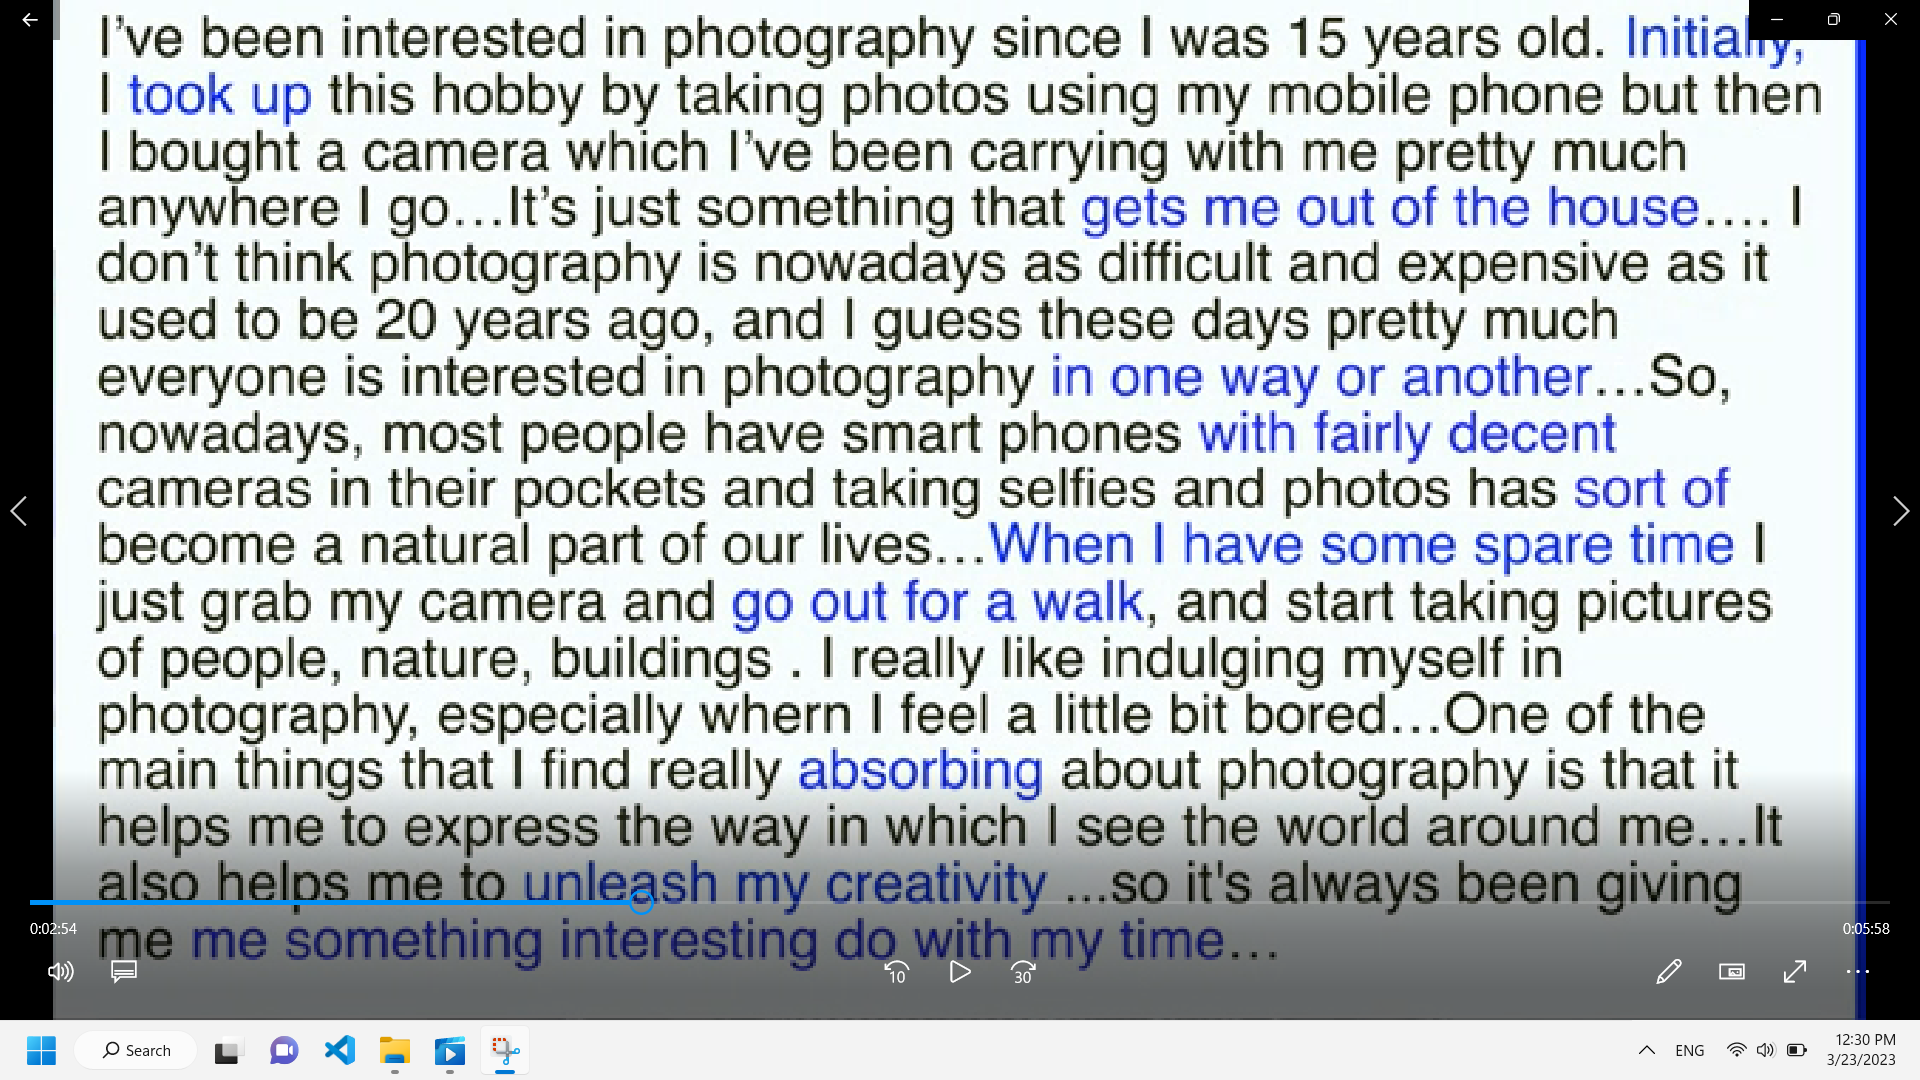 I've been interested in photography since I was 15 years old. Initially,
I took up this hobby by taking photos using my mobile phone but then
I bought a camera which I've been carrying with me pretty much
anywhere I go...It's just something that gets me out of the house.... I
don't think photography is nowadays as difficult and expensive as it
used to be 20 years ago, and I guess these days pretty much
everyone is interested in photography in one way or another...So,
nowadays, most people have smart phones with fairly decent
cameras in their pockets and taking selfies and photos has sort of
become a natural part of our lives...When I have some spare time I
just grab my camera and go out for a walk, and start taking pictures
of people, nature, buildings . I really like indulging myself in
photography, especially whern I feel a little bit bored...One of the
main things that I find really absorbing about photography is that it
helps me to express the way in which I see the world around me...It
also helps me to unleash my creativity ...so it's always been giving
me me something interesting do with my time...
0:02:54
0:05:58
10
30
Search
ENG
12:30 PM
3/23/2023